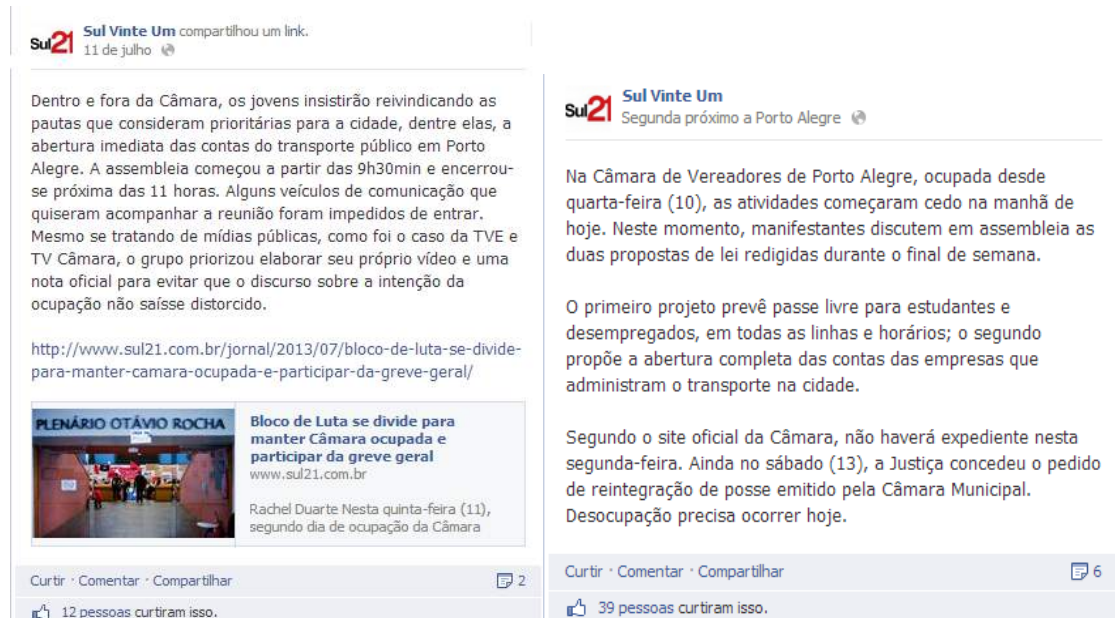 Sul21
Sul Vinte Um compartilhou um link.
11 de julho
Dentro e fora da Câmara, os jovens insistirão reivindicando as
pautas que consideram prioritárias para a cidade, dentre elas, a
abertura imediata das contas do transporte público em Porto
Alegre. A assembleia começou a partir das 9h30min e encerrou-
se próxima das 11 horas. Alguns veículos de comunicação que
quiseram acompanhar a reunião foram impedidos de entrar.
Mesmo se tratando de mídias públicas, como foi o caso da TVE e
TV Câmara, o grupo priorizou elaborar seu próprio vídeo e uma
nota oficial para evitar que o discurso sobre a intenção da
ocupação não saísse distorcido.
http://www.sul21.com.br/jornal/2013/07/bloco-de-luta-se-divide-
para-manter-camara-ocupada-e-participar-da-greve-geral/
PLENÁRIO OTÁVIO ROCHA
Bloco de Luta se divide para
manter Câmara ocupada e
participar da greve geral
www.sul21.com.br
Rachel Duarte Nesta quinta-feira (11),
segundo dia de ocupação da Câmara
Curtir · Comentar · Compartilhar 2
12 pessoas curtiram isso.
Sul21
Sul Vinte Um
Segunda próximo a Porto Alegre
Na Câmara de Vereadores de Porto Alegre, ocupada desde
quarta-feira (10), as atividades começaram cedo na manhã de
hoje. Neste momento, manifestantes discutem em assembleia as
duas propostas de lei redigidas durante o final de semana.
O primeiro projeto prevê passe livre para estudantes e
desempregados, em todas as linhas e horários; o segundo
propõe a abertura completa das contas das empresas que
administram o transporte na cidade.
Segundo o site oficial da Câmara, não haverá expediente nesta
segunda-feira. Ainda no sábado (13), a Justiça concedeu o pedido
de reintegração de posse emitido pela Câmara Municipal.
Desocupação precisa ocorrer hoje.
Curtir · Comentar · Compartilhar 6
39 pessoas curtiram isso.